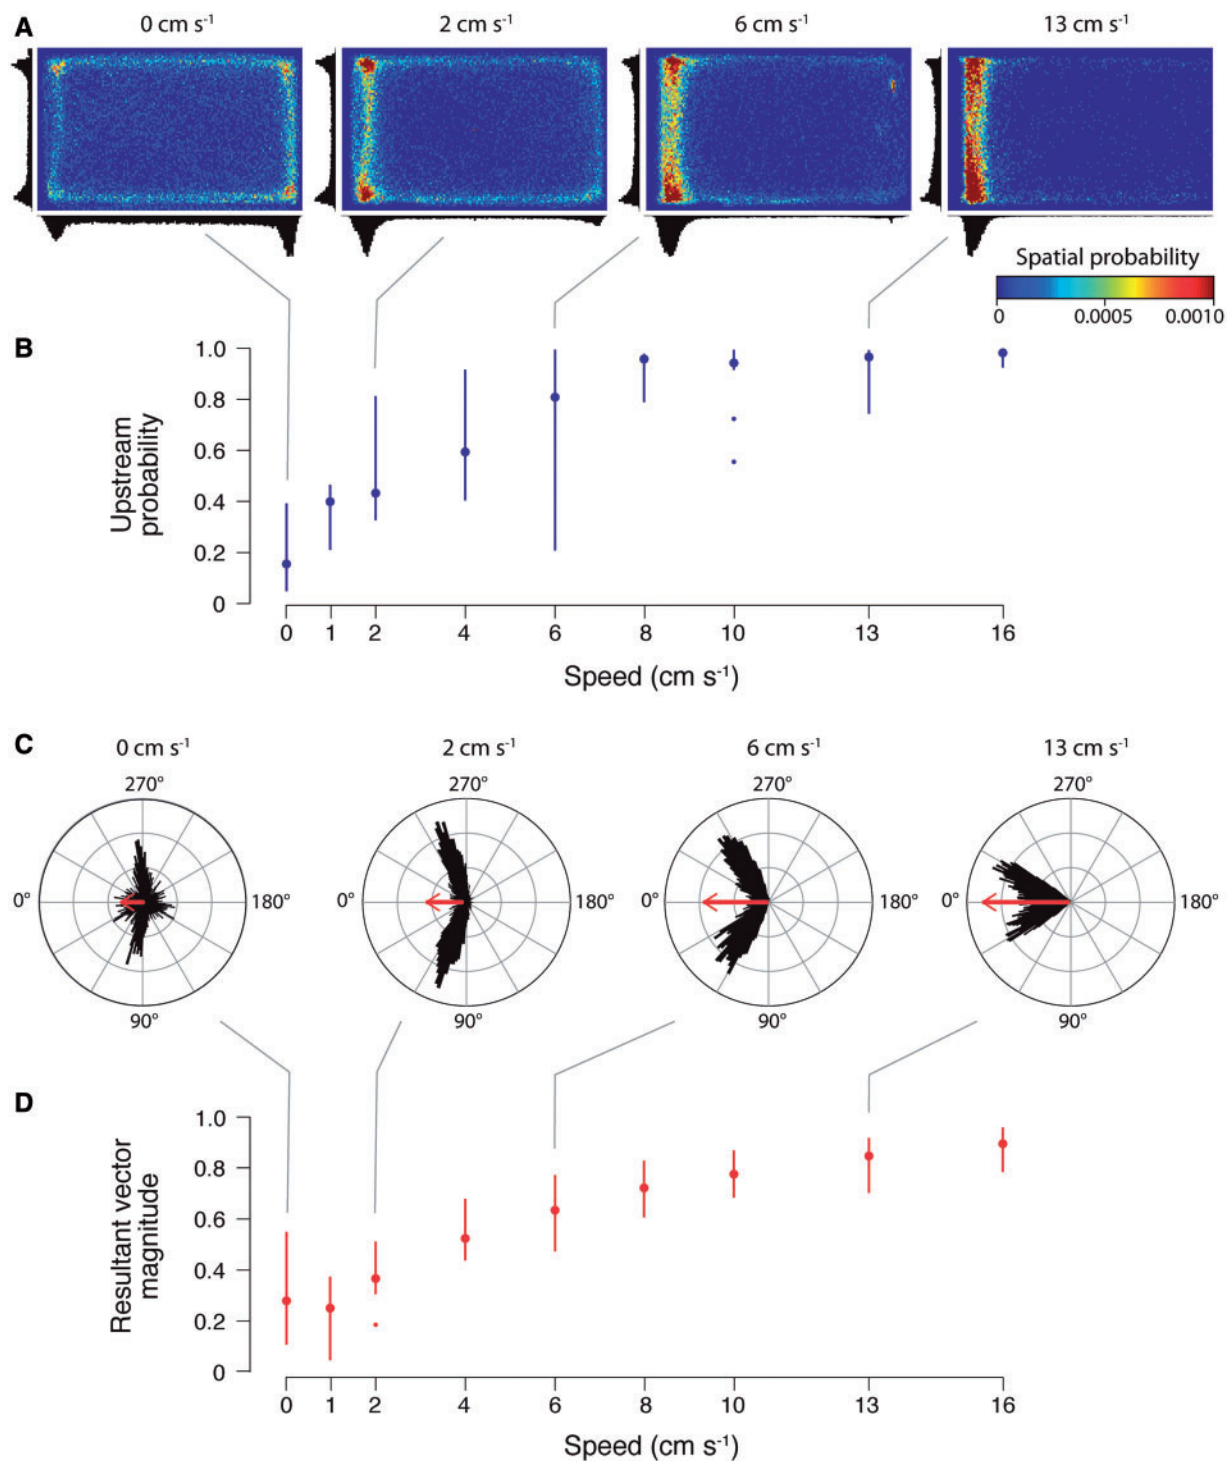 A
0 cm s⁻¹ 2 cm s⁻¹ 6 cm s⁻¹ 13 cm s⁻¹
Spatial probability
0 0.0005 0.0010
B
Upstream
probability
1.0
0.8
0.6
0.4
0.2
0
0 1 2 4 6 8 10 13 16
Speed (cm s⁻¹)
C
0 cm s⁻¹ 2 cm s⁻¹ 6 cm s⁻¹ 13 cm s⁻¹
270° 270° 270° 270°
0° 180° 0° 180° 0° 180° 0° 180°
90° 90° 90° 90°
D
Resultant vector
magnitude
1.0
0.8
0.6
0.4
0.2
0
0 1 2 4 6 8 10 13 16
Speed (cm s⁻¹)